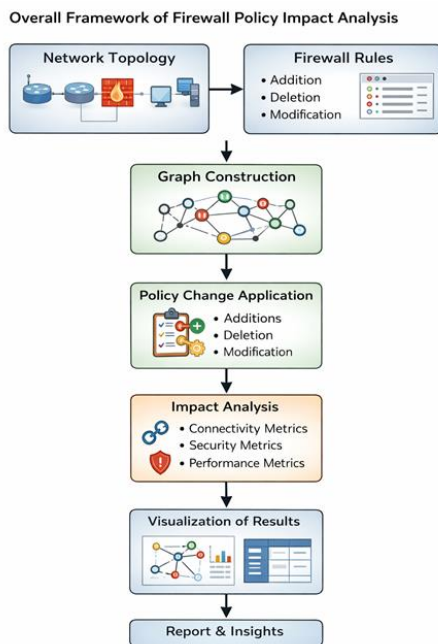 Overall Framework of Firewall Policy Impact Analysis
Network Topology
Firewall Rules
• Addition
• Deletion
• Modification
Graph Construction
Policy Change Application
• Additions
• Deletion
• Modification
Impact Analysis
• Connectivity Metrics
• Security Metrics
• Performance Metrics
Visualization of Results
Report & Insights